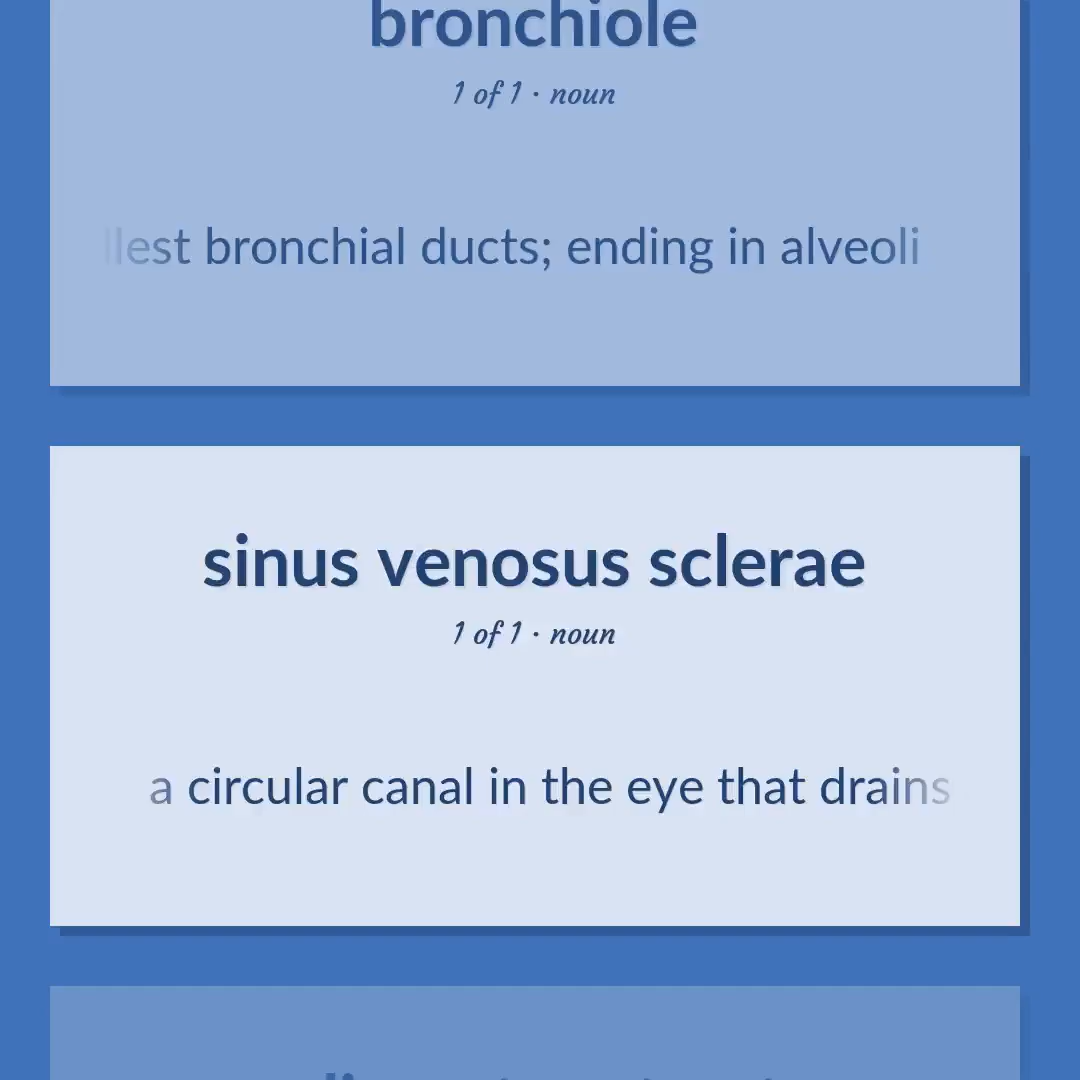 bronchiole
1 of 1 · noun
llest bronchial ducts; ending in alveoli
sinus venosus sclerae
1 of 1 · noun
a circular canal in the eye that drains